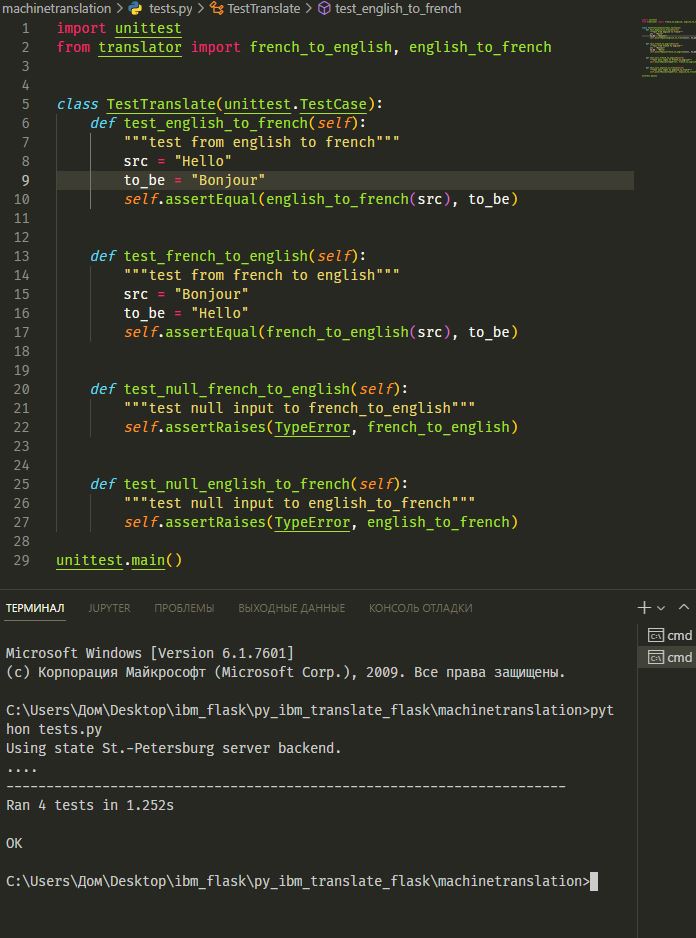 machinetranslation > tests.py > TestTranslate > test_english_to_french
1 import unittest
2 from translator import french_to_english, english_to_french
3
4
5 class TestTranslate(unittest.TestCase):
6     def test_english_to_french(self):
7         """test from english to french"""
8         src = "Hello"
9         to_be = "Bonjour"
10         self.assertEqual(english_to_french(src), to_be)
11
12
13     def test_french_to_english(self):
14         """test from french to english"""
15         src = "Bonjour"
16         to_be = "Hello"
17         self.assertEqual(french_to_english(src), to_be)
18
19
20     def test_null_french_to_english(self):
21         """test null input to french_to_english"""
22         self.assertRaises(TypeError, french_to_english)
23
24
25     def test_null_english_to_french(self):
26         """test null input to english_to_french"""
27         self.assertRaises(TypeError, english_to_french)
28
29 unittest.main()
ТЕРМИНАЛ JUPYTER ПРОБЛЕМЫ ВЫХОДНЫЕ ДАННЫЕ КОНСОЛЬ ОТЛАДКИ
cmd
cmd
Microsoft Windows [Version 6.1.7601]
(c) Корпорация Майкрософт (Microsoft Corp.), 2009. Все права защищены.
C:\Users\Дом\Desktop\ibm_flask\py_ibm_translate_flask\machinetranslation>pyt
hon tests.py
Using state St.-Petersburg server backend.
....
----------------------------------------------------------------------
Ran 4 tests in 1.252s
OK
C:\Users\Дом\Desktop\ibm_flask\py_ibm_translate_flask\machinetranslation>